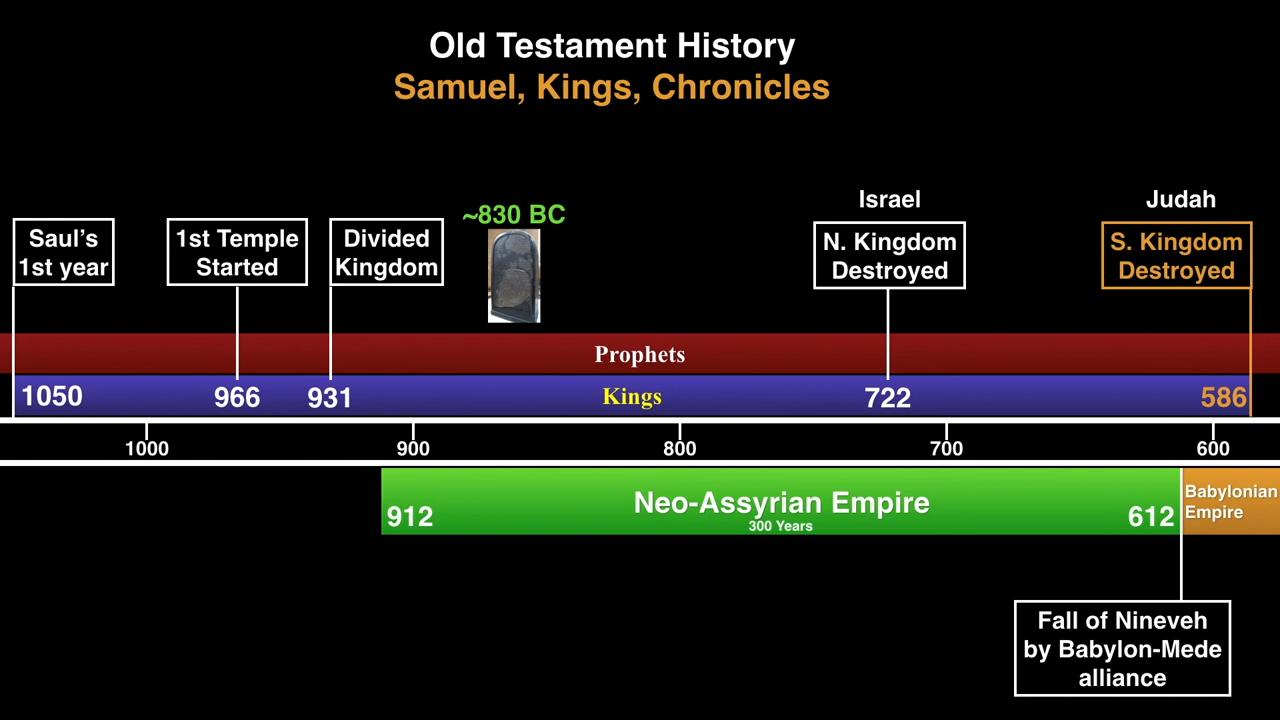 Old Testament History
Samuel, Kings, Chronicles
Saul’s
1st year
1st Temple
Started
Divided
Kingdom
~830 BC
Israel
N. Kingdom
Destroyed
Judah
S. Kingdom
Destroyed
Prophets
1050
966
931
Kings
722
586
1000
900
800
700
600
912
Neo-Assyrian Empire
300 Years
612
Babylonian
Empire
Fall of Nineveh
by Babylon-Mede
alliance